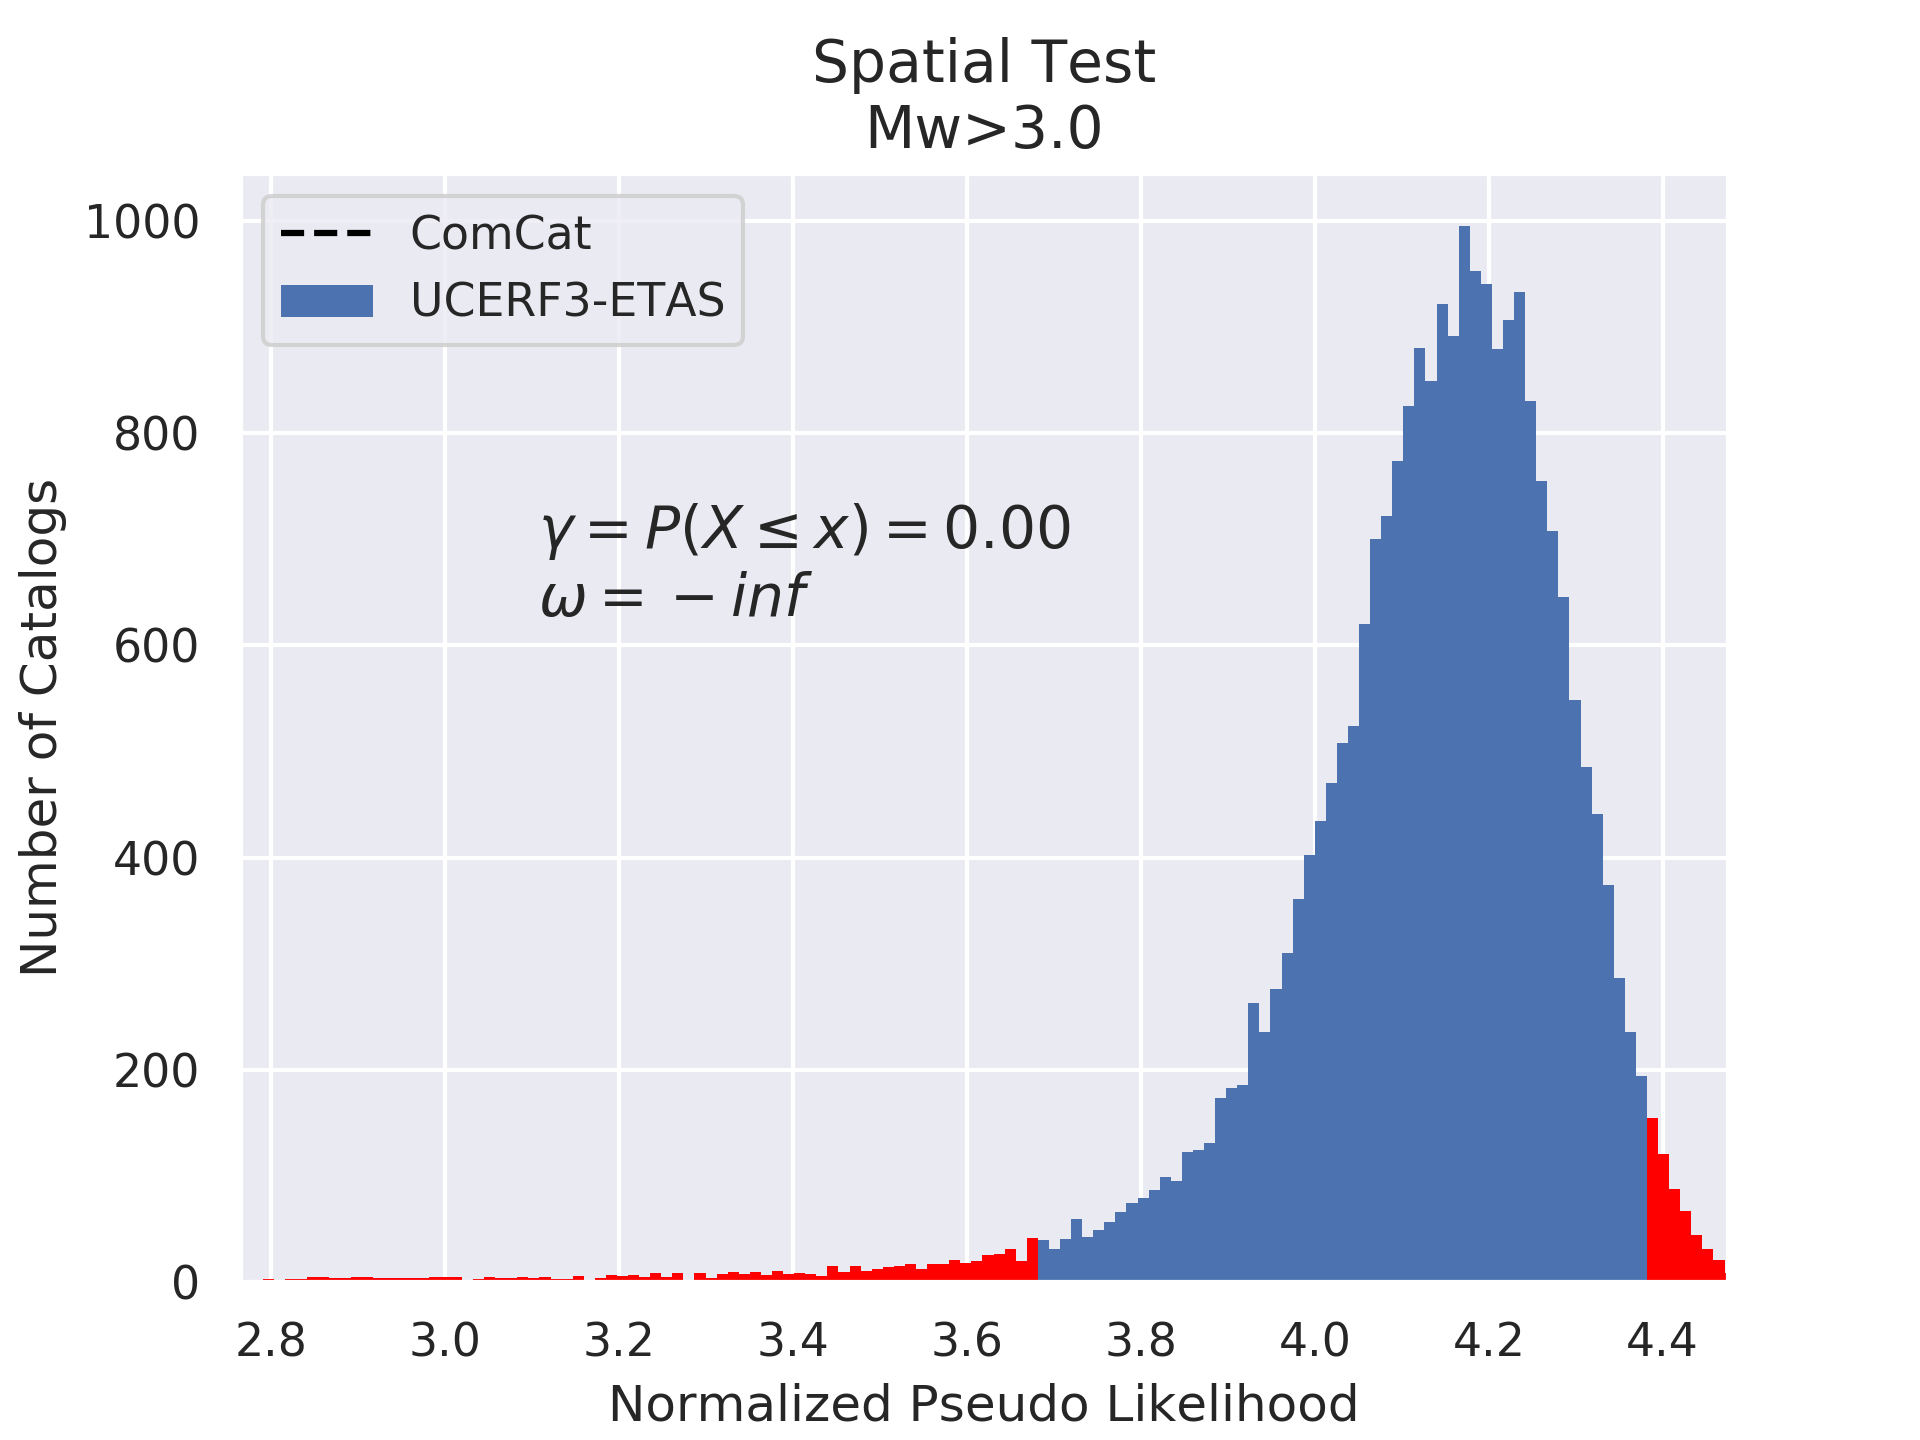 Spatial Test
Mw>3.0
ComCat
UCERF3-ETAS
γ = P(X ≤ x) = 0.00
ω = − inf
Number of Catalogs
1000
800
600
400
200
0
2.8 3.0 3.2 3.4 3.6 3.8 4.0 4.2 4.4
Normalized Pseudo Likelihood